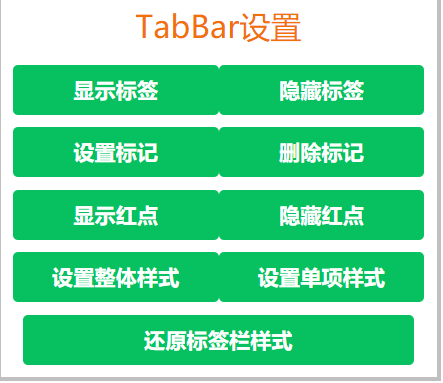 TabBar设置
显示标签 隐藏标签
设置标记 删除标记
显示红点 隐藏红点
设置整体样式 设置单项样式
还原标签栏样式